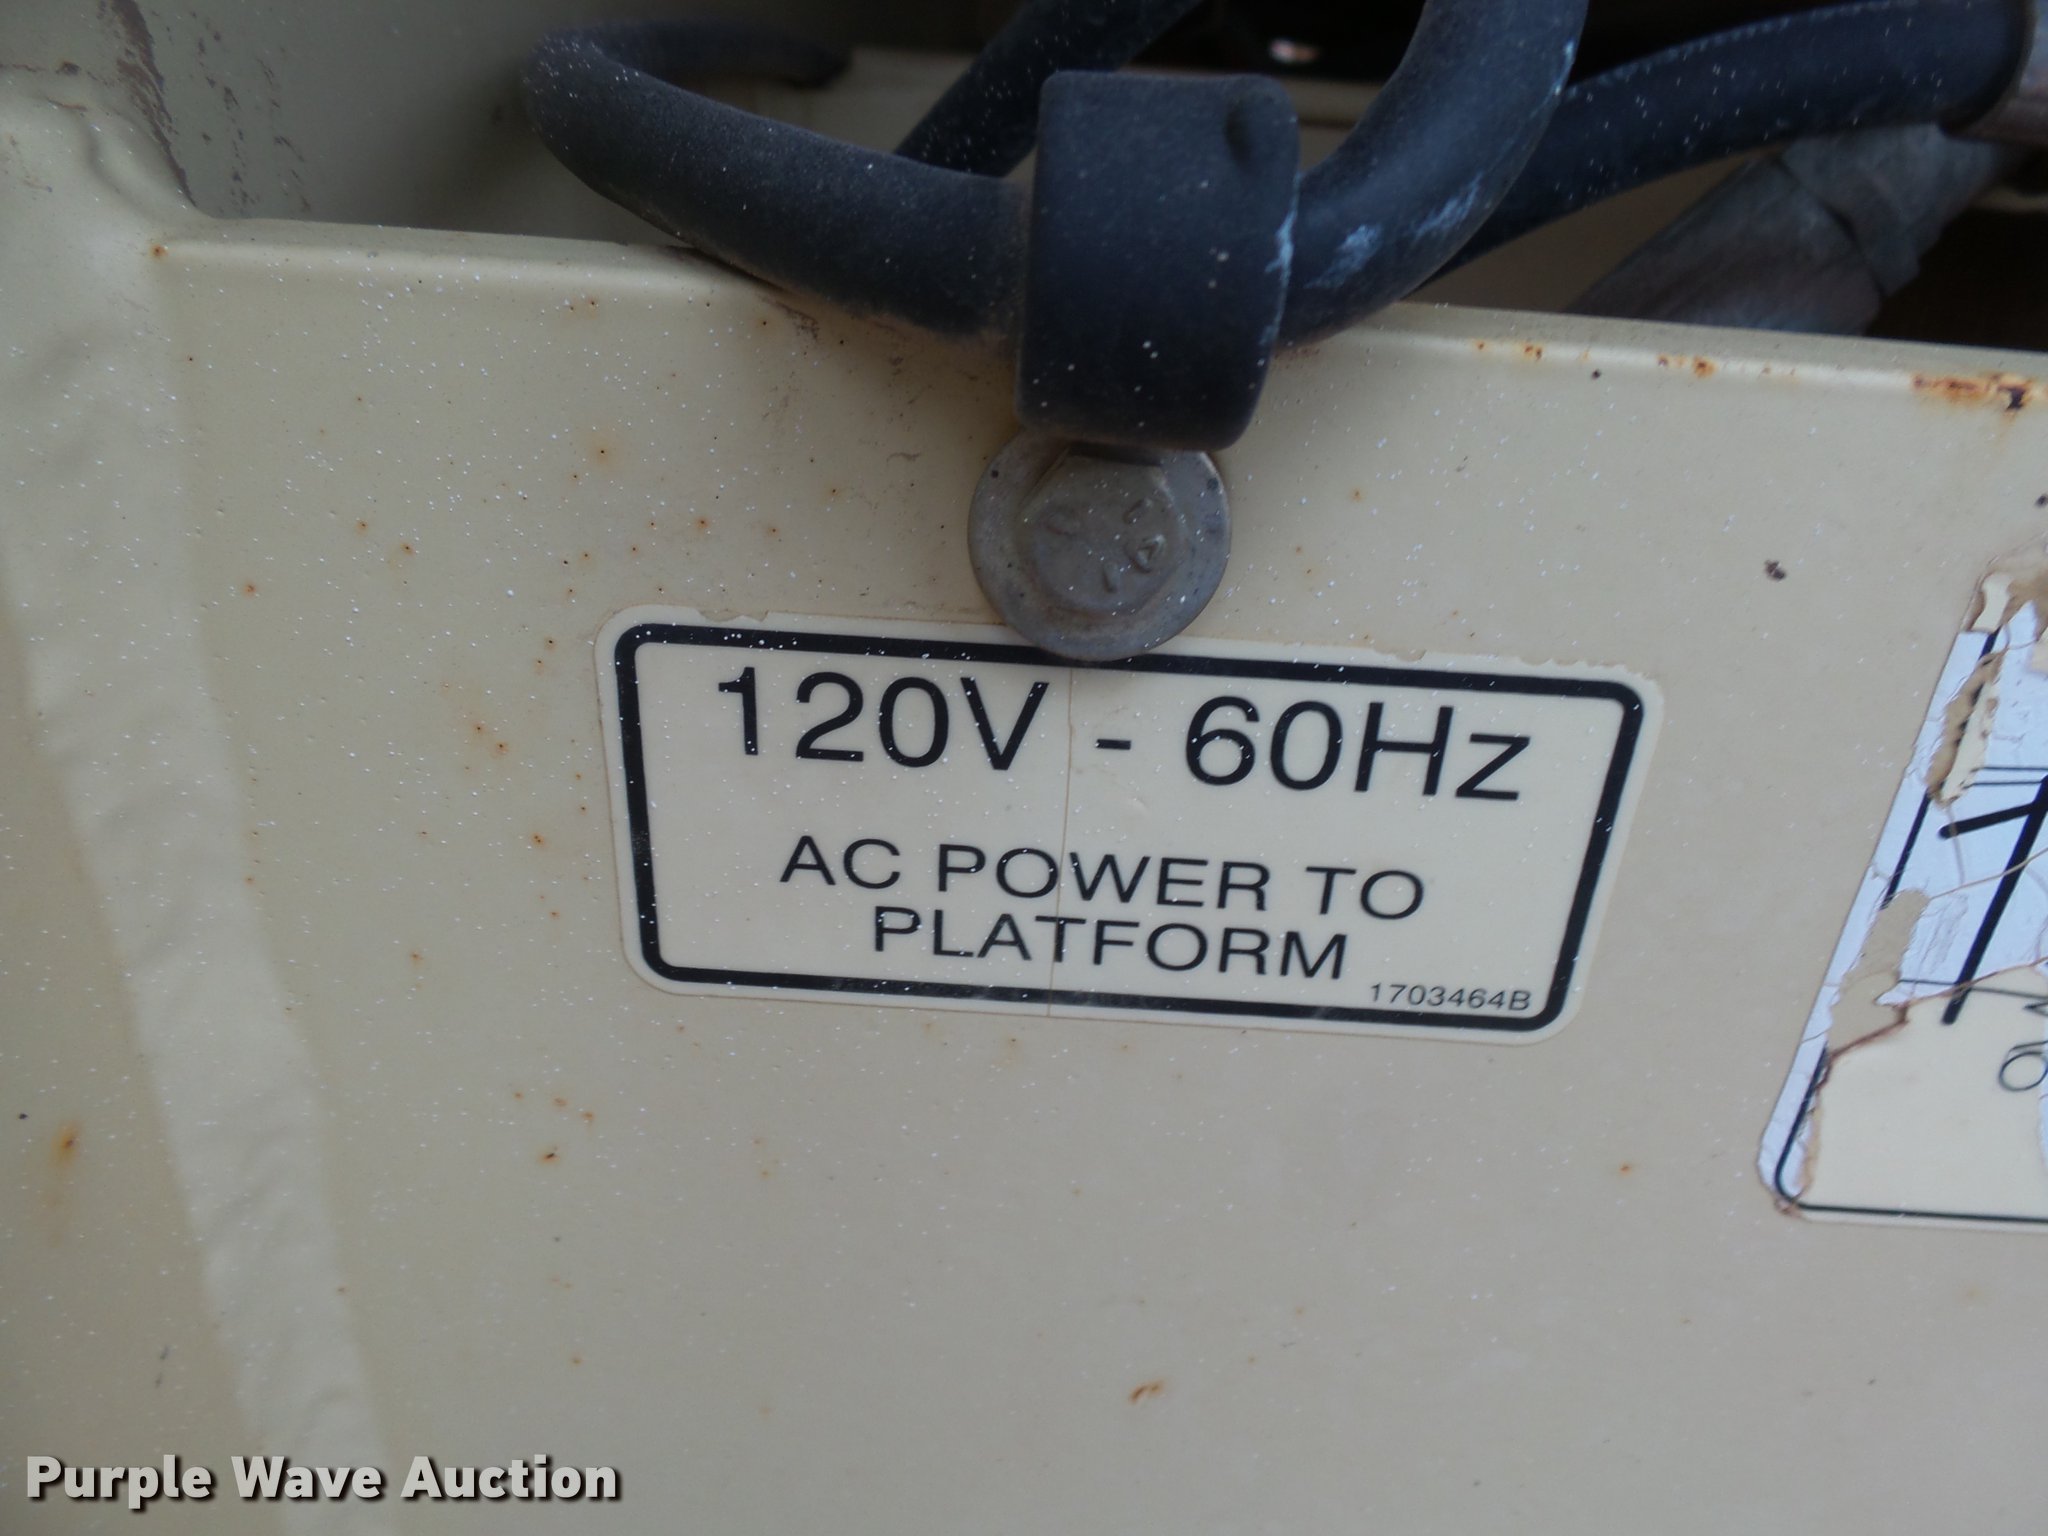 120V - 60Hz
AC POWER TO
PLATFORM
1703464B
Purple Wave Auction